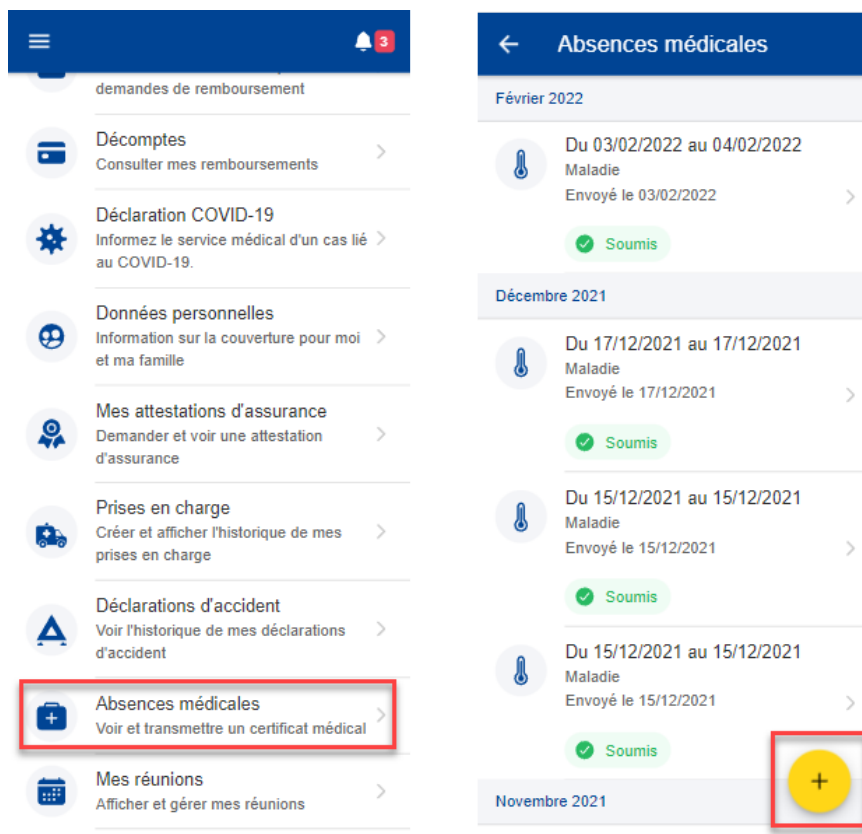 3
demandes de remboursement
Décomptes
Consulter mes remboursements
Déclaration COVID-19
Informez le service médical d'un cas lié
au COVID-19.
Données personnelles
Information sur la couverture pour moi
et ma famille
Mes attestations d'assurance
Demander et voir une attestation
d'assurance
Prises en charge
Créer et afficher l'historique de mes
prises en charge
Déclarations d'accident
Voir l'historique de mes déclarations
d'accident
Absences médicales
Voir et transmettre un certificat médical
Mes réunions
Afficher et gérer mes réunions
Absences médicales
Février 2022
Du 03/02/2022 au 04/02/2022
Maladie
Envoyé le 03/02/2022
Soumis
Décembre 2021
Du 17/12/2021 au 17/12/2021
Maladie
Envoyé le 17/12/2021
Soumis
Du 15/12/2021 au 15/12/2021
Maladie
Envoyé le 15/12/2021
Soumis
Du 15/12/2021 au 15/12/2021
Maladie
Envoyé le 15/12/2021
Soumis
Novembre 2021